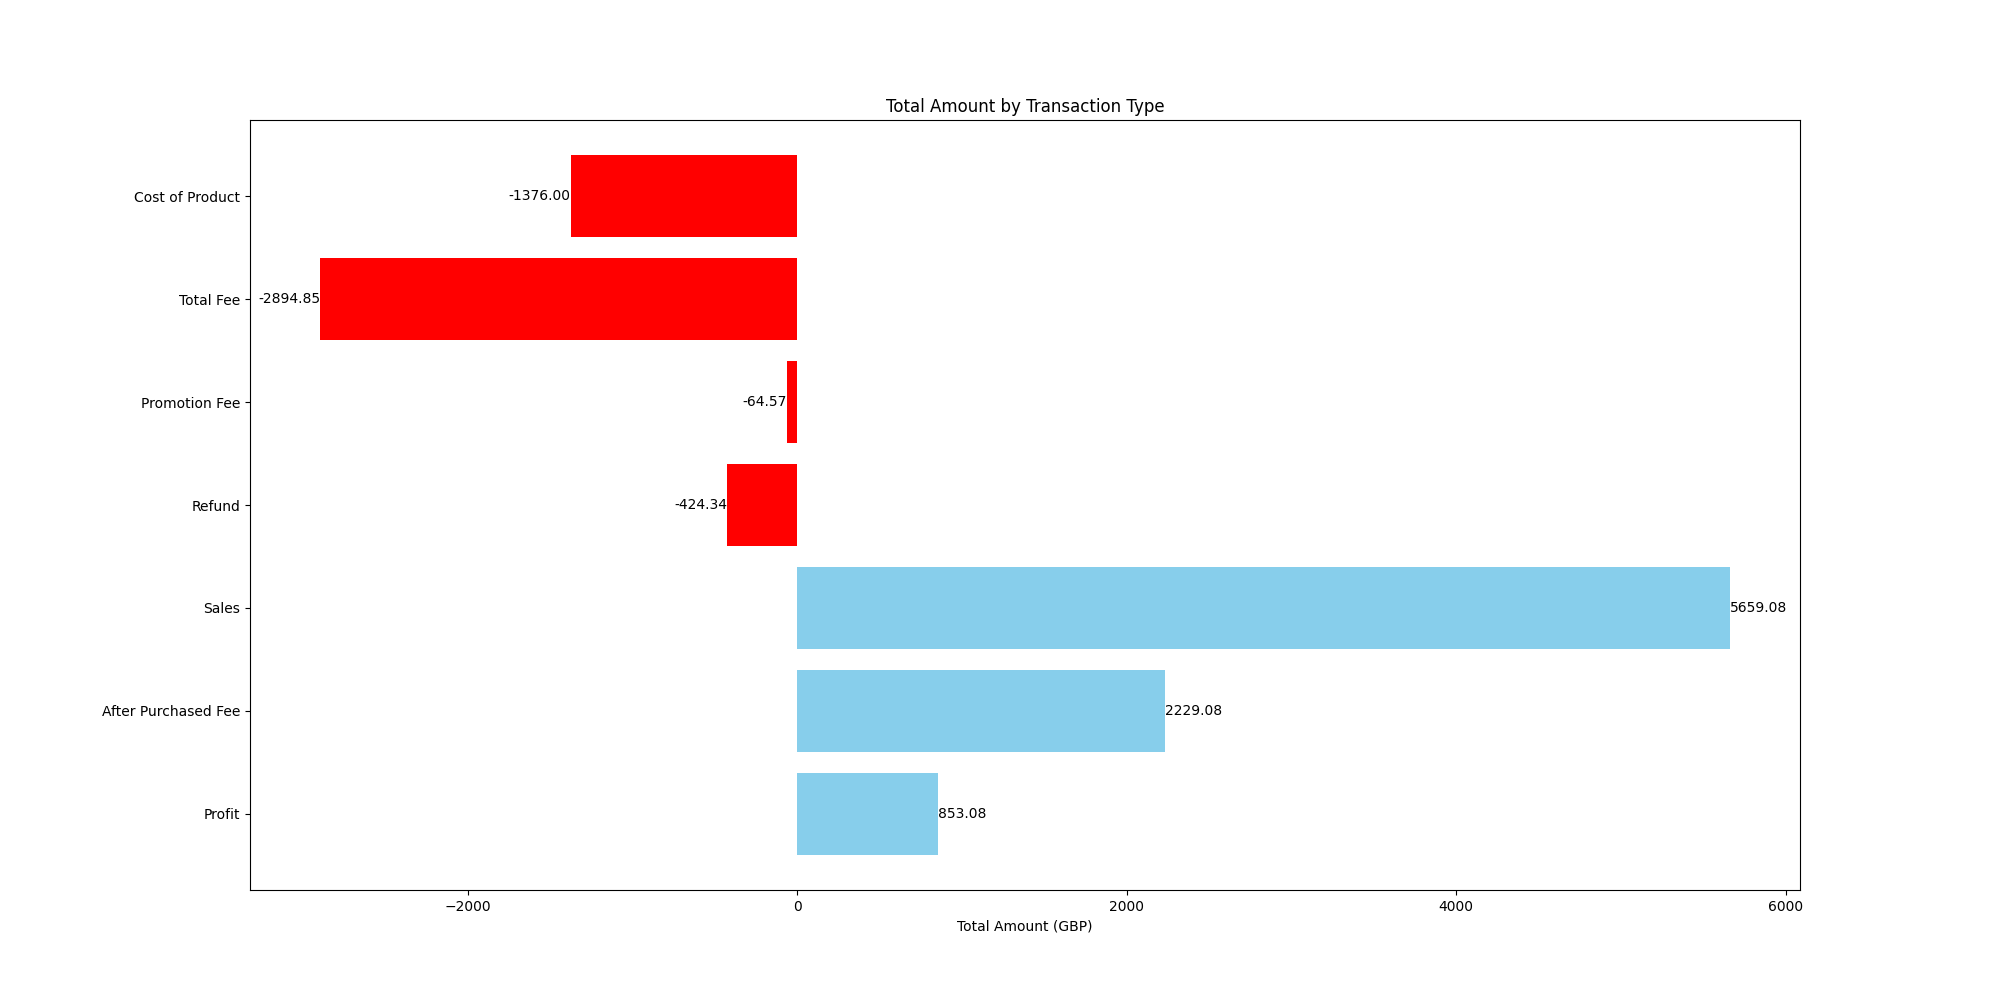 Total Amount by Transaction Type
Cost of Product
-1376.00
Total Fee
-2894.85
Promotion Fee
-64.57
Refund
-424.34
Sales
5659.08
After Purchased Fee
2229.08
Profit
853.08
−2000
0
2000
4000
6000
Total Amount (GBP)